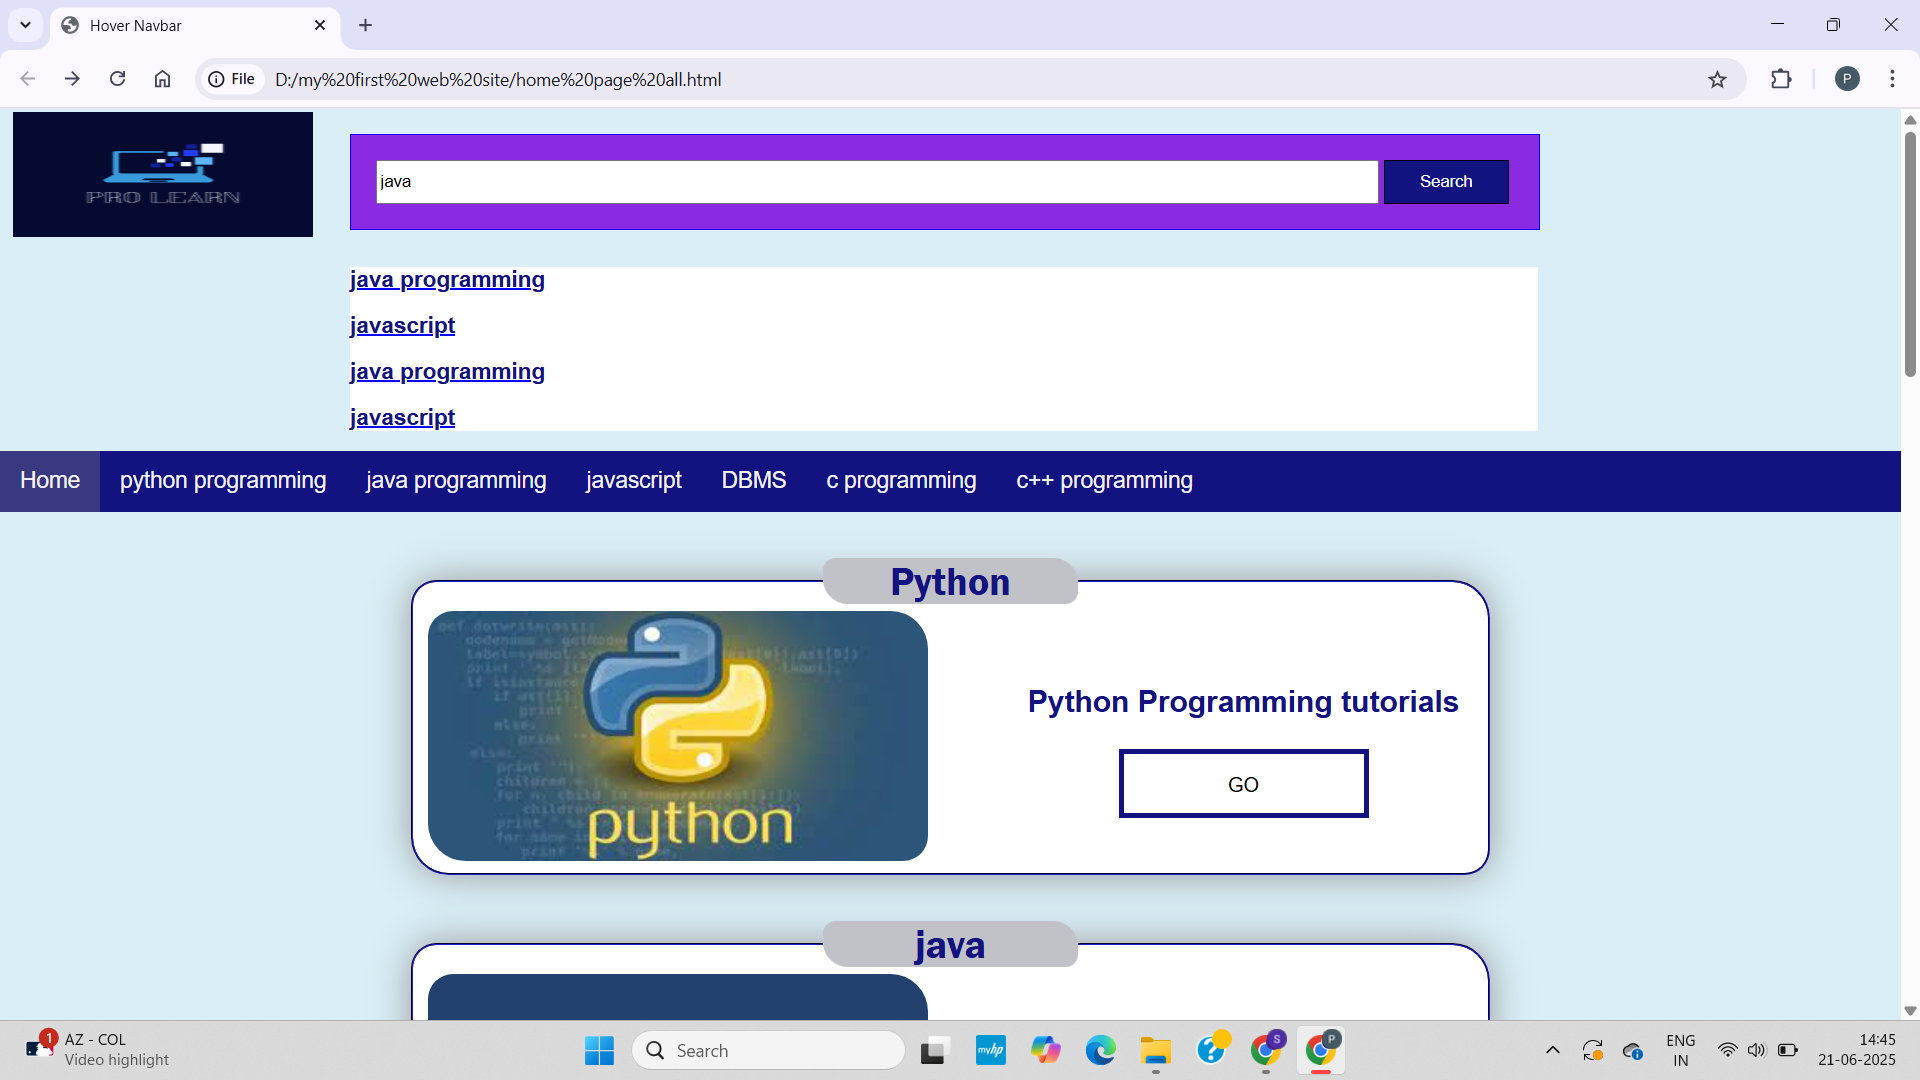 Hover Navbar
File D:/my%20first%20web%20site/home%20page%20all.html
P
PRO LEARN
java
Search
java programming
javascript
java programming
javascript
Home python programming java programming javascript DBMS c programming c++ programming
Python
python
Python Programming tutorials
GO
java
1
AZ - COL
Video highlight
Search
myhp
S
P
ENG
IN
14:45
21-06-2025